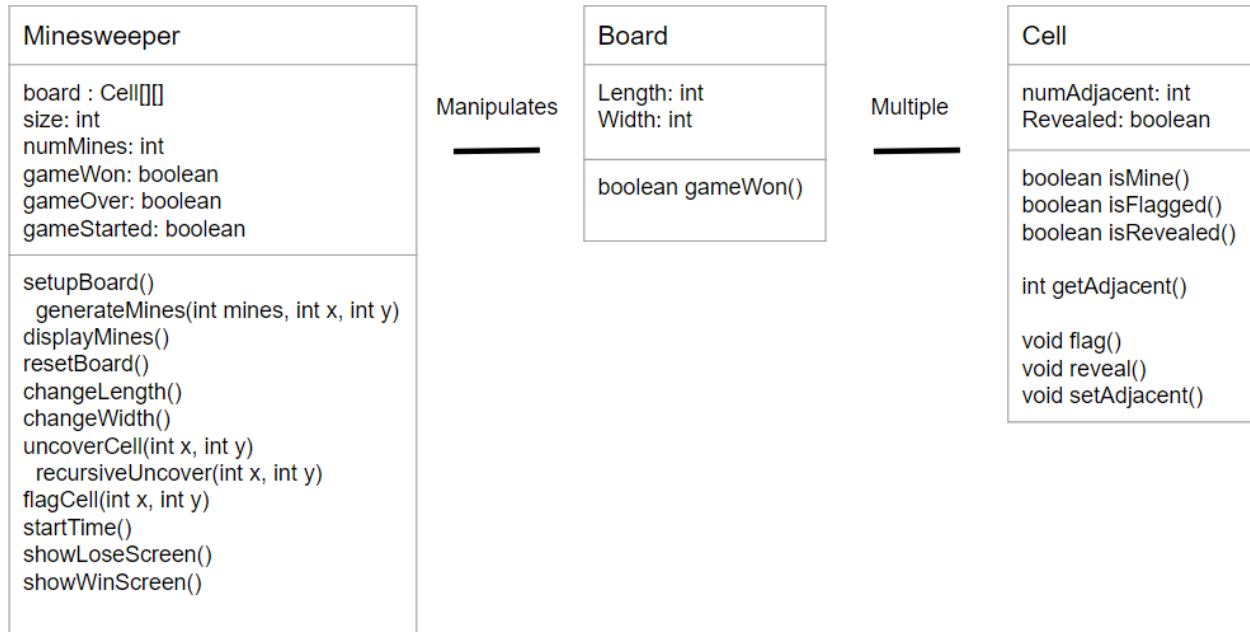 Minesweeper
board : Cell[][]
size: int
numMines: int
gameWon: boolean
gameOver: boolean
gameStarted: boolean
setupBoard()
generateMines(int mines, int x, int y)
displayMines()
resetBoard()
changeLength()
changeWidth()
uncoverCell(int x, int y)
recursiveUncover(int x, int y)
flagCell(int x, int y)
startTime()
showLoseScreen()
showWinScreen()
Manipulates
Board
Length: int
Width: int
boolean gameWon()
Multiple
Cell
numAdjacent: int
Revealed: boolean
boolean isMine()
boolean isFlagged()
boolean isRevealed()
int getAdjacent()
void flag()
void reveal()
void setAdjacent()